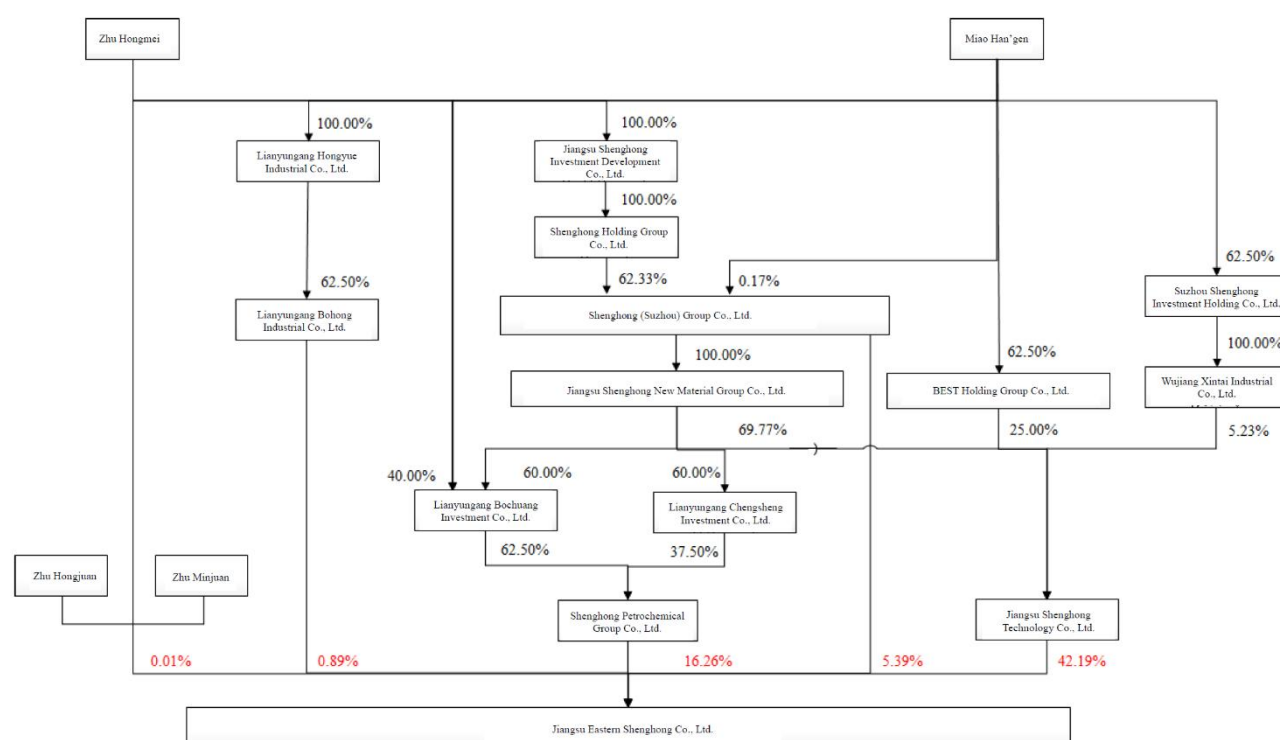 Zhu Hongmei
Miao Han'gen
100.00%
100.00%
Lianyungang Hongyue
Industrial Co., Ltd.
Jiangsu Shenghong
Investment Development
Co., Ltd.
100.00%
Shenghong Holding Group
Co., Ltd.
62.50%
62.33%
0.17%
62.50%
Lianyungang Bohong
Industrial Co., Ltd.
Shenghong (Suzhou) Group Co., Ltd.
Suzhou Shenghong
Investment Holding Co., Ltd.
100.00%
62.50%
100.00%
Jiangsu Shenghong New Material Group Co., Ltd.
BEST Holding Group Co., Ltd.
Wujiang Xintai Industrial
Co., Ltd.
69.77%
25.00%
5.23%
40.00%
60.00%
60.00%
Lianyungang Bochuang
Investment Co., Ltd.
Lianyungang Chengsheng
Investment Co., Ltd.
62.50%
37.50%
Zhu Hongjuan
Zhu Minjuan
Shenghong Petrochemical
Group Co., Ltd.
Jiangsu Shenghong
Technology Co., Ltd.
0.01%
0.89%
16.26%
5.39%
42.19%
Jiangsu Eastern Shenghong Co., Ltd.